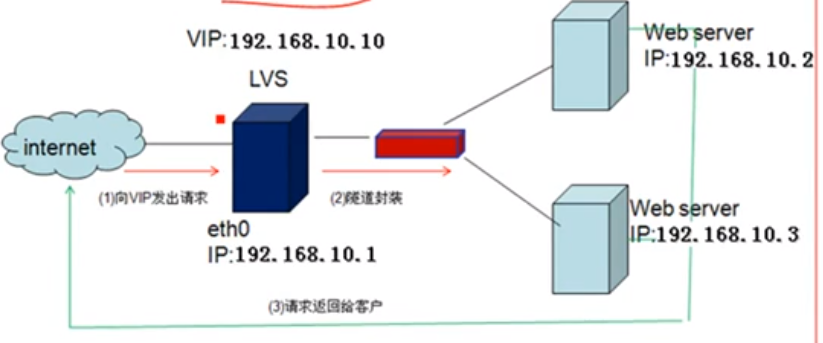 VIP:192.168.10.10
LVS
internet
(1)向VIP发出请求
(2)隧道封装
eth0
IP:192.168.10.1
Web server
IP:192.168.10.2
Web server
IP:192.168.10.3
(3)请求返回给客户